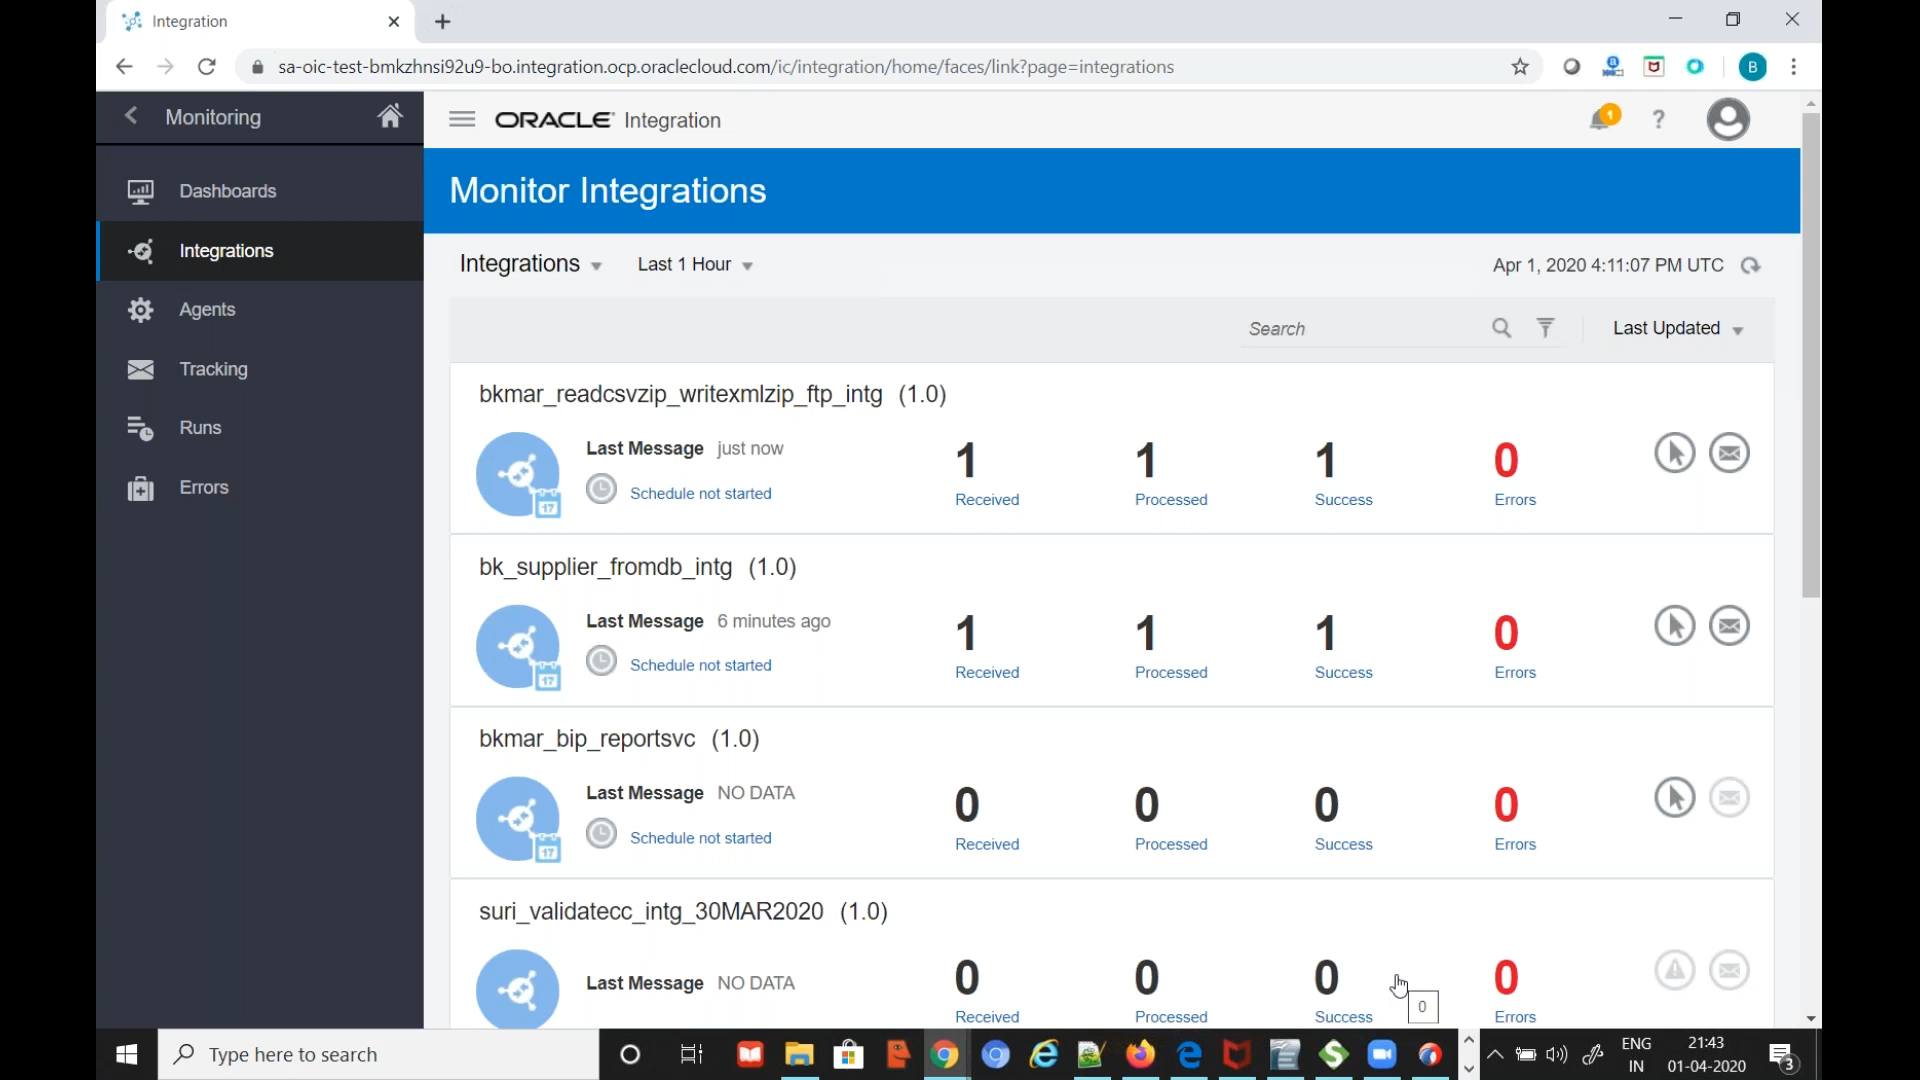 Integration
sa-oic-test-bmkzhnsi92u9-bo.integration.ocp.oraclecloud.com/ic/integration/home/faces/link?page=integrations
B
Monitoring
ORACLE Integration
1
?
Dashboards
Integrations
Agents
Tracking
Runs
Errors
Monitor Integrations
Integrations
Last 1 Hour
Apr 1, 2020 4:11:07 PM UTC
Search
Last Updated
bkmar_readcsvzip_writexmlzip_ftp_intg (1.0)
17
Last Message just now
Schedule not started
1 1 1 0
Received Processed Success Errors
bk_supplier_fromdb_intg (1.0)
17
Last Message 6 minutes ago
Schedule not started
1 1 1 0
Received Processed Success Errors
bkmar_bip_reportsvc (1.0)
17
Last Message NO DATA
Schedule not started
0 0 0 0
Received Processed Success Errors
suri_validatecc_intg_30MAR2020 (1.0)
Last Message NO DATA
0 0 0 0
Received Processed Success Errors
0
Type here to search
ENG
IN
21:43
01-04-2020
3